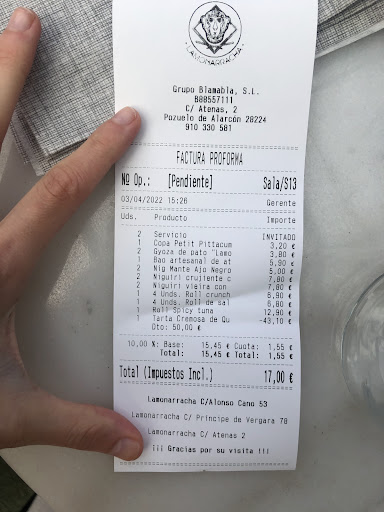 LAMONARRACHA
Grupo Blamabla, S.L.
B88557111
C/ Atenas, 2
Pozuelo de Alarcón 28224
910 330 581
FACTURA PROFORMA
Nº Op.: [Pendiente] Sala/S13
03/04/2022 15:26 Gerente
Uds. Producto Importe
2 Servicio INVITADO
1 Copa Petit Pittacum 3,20 €
2 Gyoza de pato "Lamo 3,80 €
1 Bao artesanal de at 5,90 €
2 Nig Mante Ajo Negro 5,00 €
2 Niguiri crujiente c 7,80 €
2 Niguiri vieira con 7,80 €
1 4 Unds. Roll crunch 6,90 €
1 4 Unds. Roll de sal 6,80 €
1 Roll Spicy tuna 12,90 €
1 Tarta Cremosa de Qu -43,10 €
Dto: 50,00 €
10,00 %: Base: 15,45 € Cuota: 1,55 €
Total: 15,45 € Total: 1,55 €
Total (Impuestos Incl.) 17,00 €
Lamonarracha C/Alonso Cano 53
Lamonarracha C/ Príncipe de Vergara 78
Lamonarracha C/ Atenas 2
¡¡¡ Gracias por su visita !!!